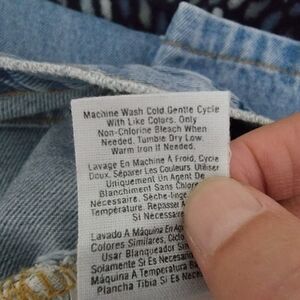 Machine Wash Cold. Gentle Cycle
With Like Colors. Only
Non-Chlorine Bleach When
Needed. Tumble Dry Low.
Warm Iron If Needed.
Lavage En Machine À Froid, Cycle
Doux. Séparer Les Couleurs. Utiliser
Uniquement Un Agent De
Blanchiment Sans Chlore
Nécessaire. Sèche-linge
Température. Repasser À
Si Nécessaire
Lavado A Máquina En Agua
Colores Similares, Ciclo
Usar Blanqueador Sin
Solamente Si Es Necesario
Máquina A Temperatura Ba
Plancha Tibia Si Es Necesar